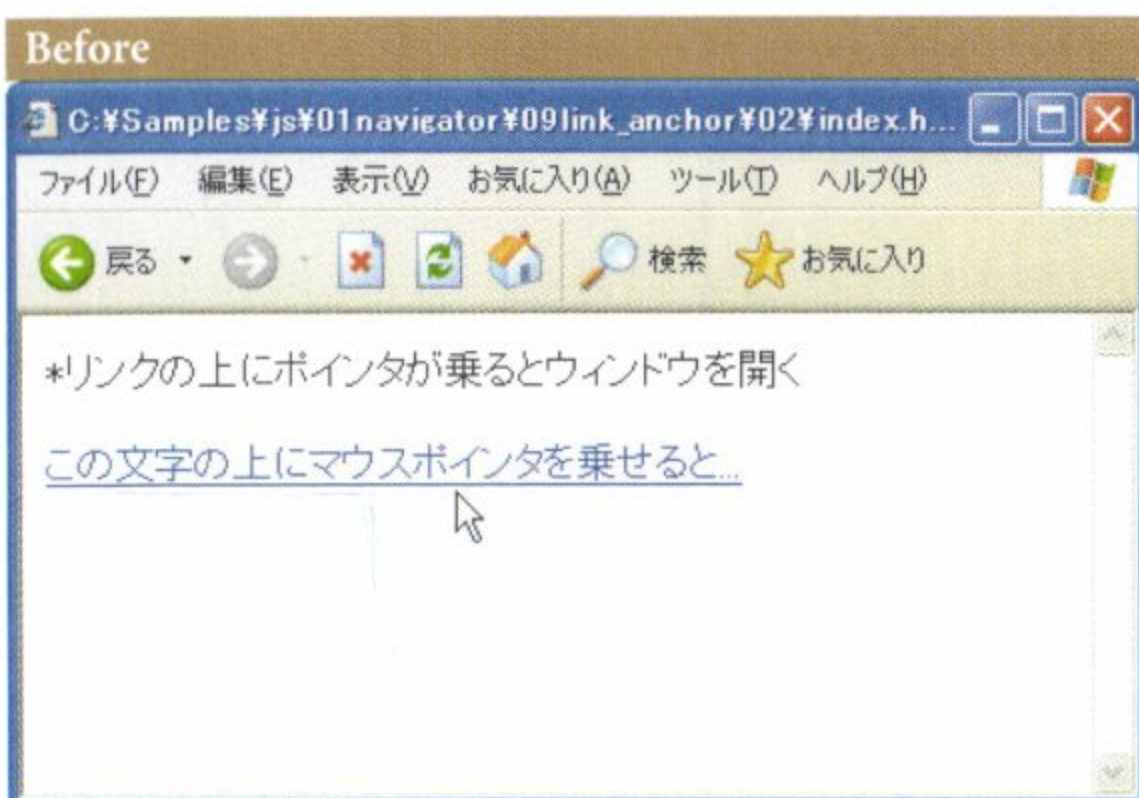 Before
C:¥Samples¥js¥01navigator¥09link_anchor¥02¥index.h...
ファイル(F) 編集(E) 表示(V) お気に入り(A) ツール(T) ヘルプ(H)
戻る 検索 お気に入り
*リンクの上にポインタが乗るとウィンドウを開く
この文字の上にマウスポインタを乗せると...